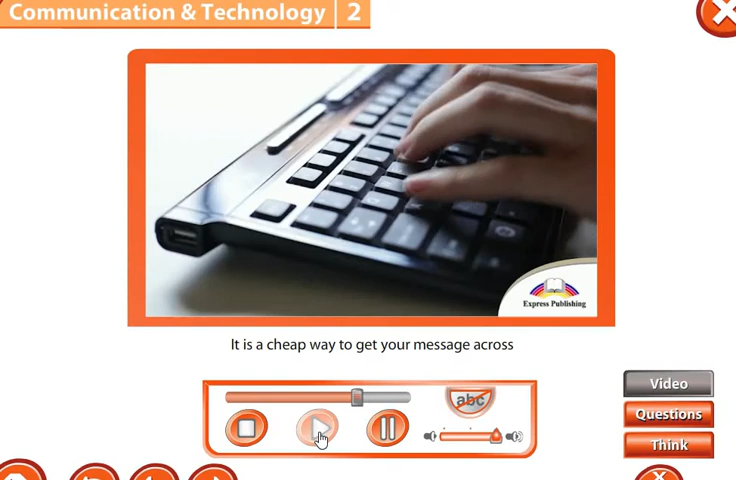 Communication & Technology 2
Express Publishing
It is a cheap way to get your message across
abc
Video
Questions
Think